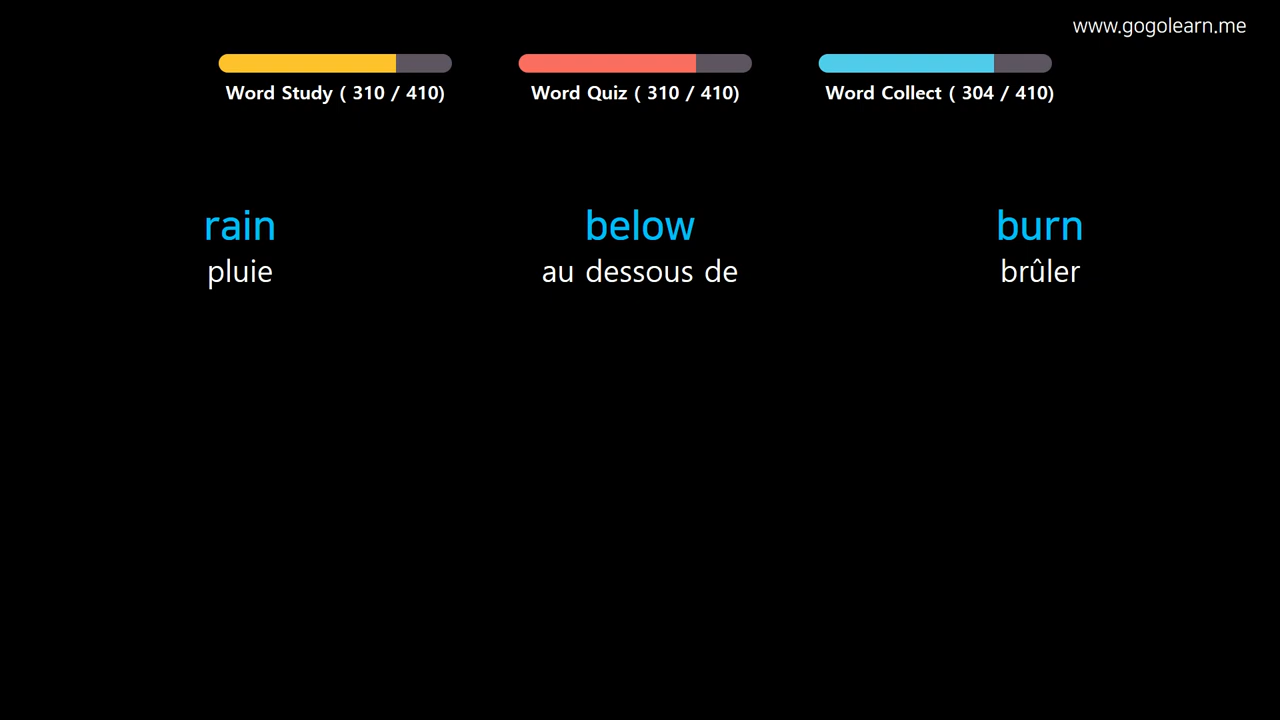 www.gogolearn.me
Word Study ( 310 / 410)
Word Quiz ( 310 / 410)
Word Collect ( 304 / 410)
rain
pluie
below
au dessous de
burn
brûler